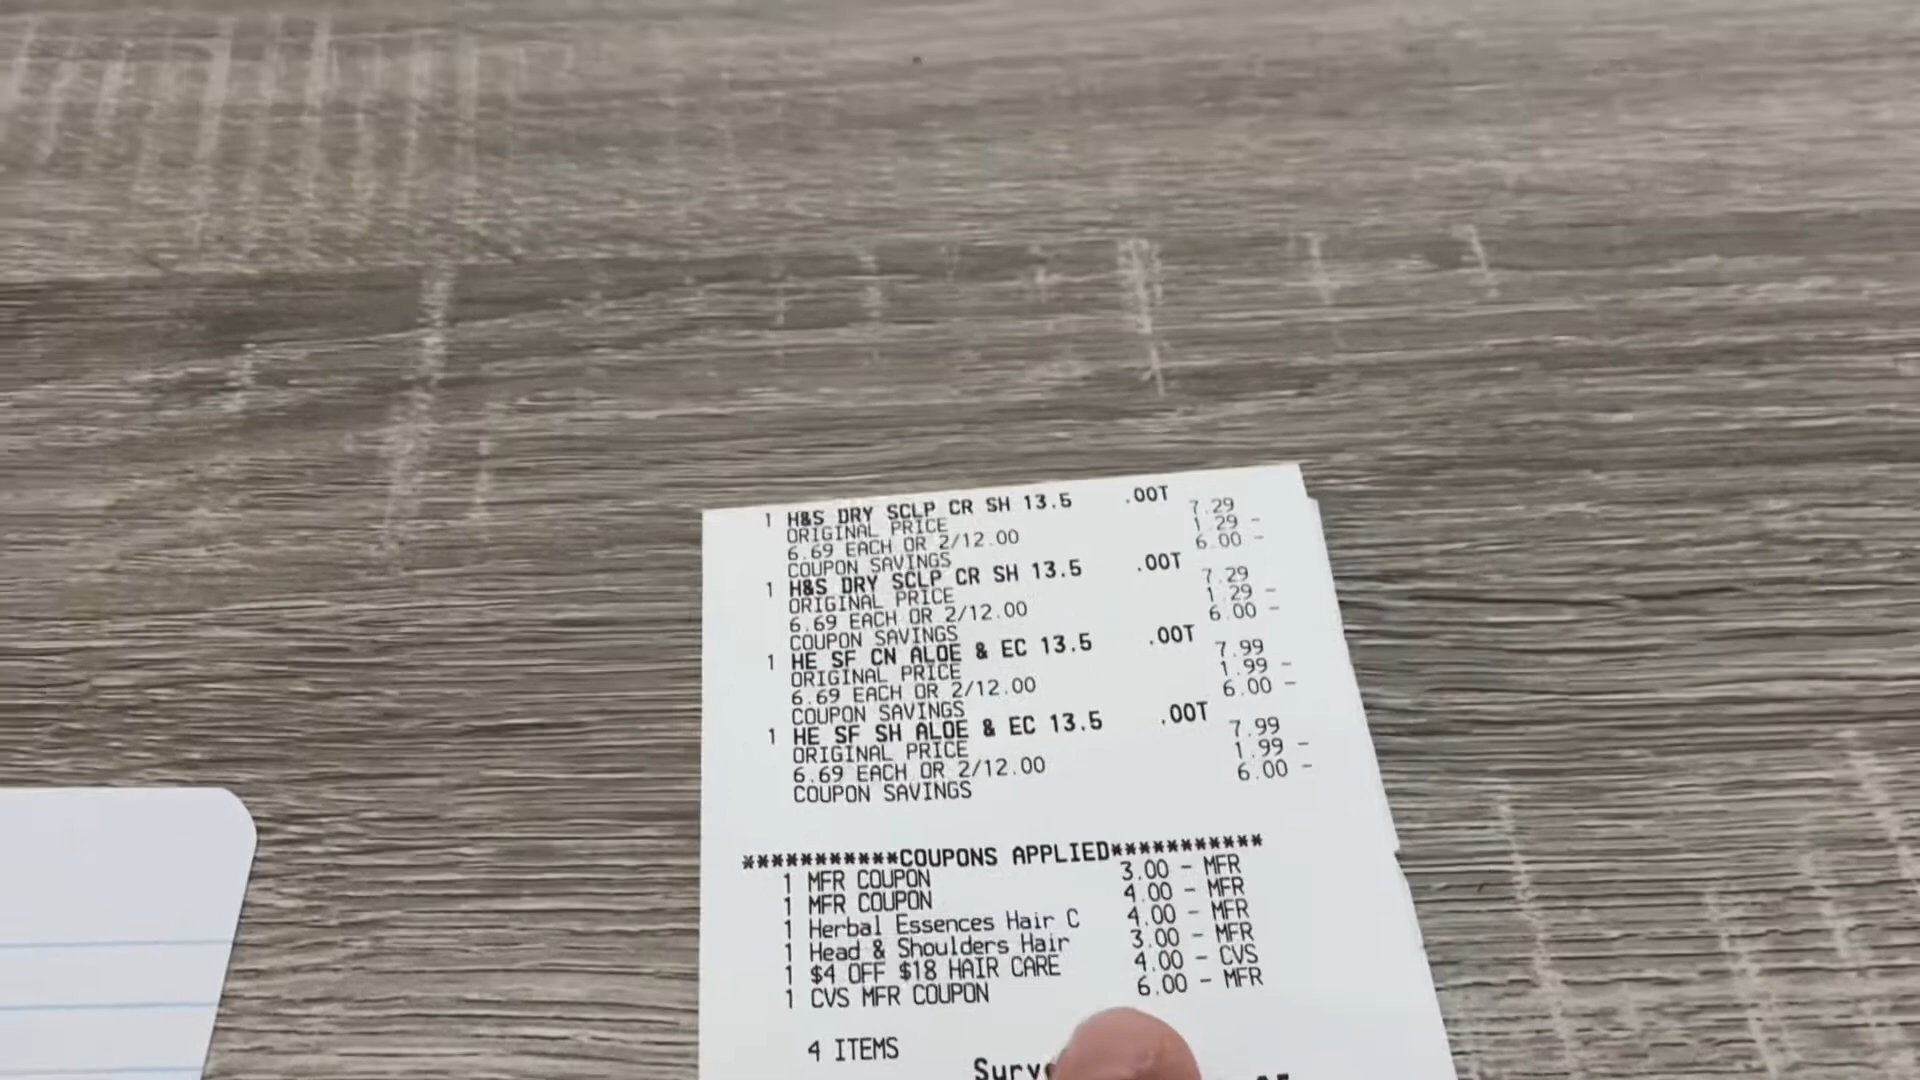 1 H&S DRY SCLP CR SH 13.5 .00T
ORIGINAL PRICE 7.29
6.69 EACH OR 2/12.00 1.29 -
COUPON SAVINGS 6.00 -
1 H&S DRY SCLP CR SH 13.5 .00T
ORIGINAL PRICE 7.29
6.69 EACH OR 2/12.00 1.29 -
COUPON SAVINGS 6.00 -
1 HE SF CN ALOE & EC 13.5 .00T
ORIGINAL PRICE 7.99
6.69 EACH OR 2/12.00 1.99 -
COUPON SAVINGS 6.00 -
1 HE SF SH ALOE & EC 13.5 .00T
ORIGINAL PRICE 7.99
6.69 EACH OR 2/12.00 1.99 -
COUPON SAVINGS 6.00 -
***********COUPONS APPLIED***********
1 MFR COUPON 3.00 - MFR
1 MFR COUPON 4.00 - MFR
1 Herbal Essences Hair C 4.00 - MFR
1 Head & Shoulders Hair 3.00 - MFR
1 $4 OFF $18 HAIR CARE 4.00 - CVS
1 CVS MFR COUPON 6.00 - MFR
4 ITEMS